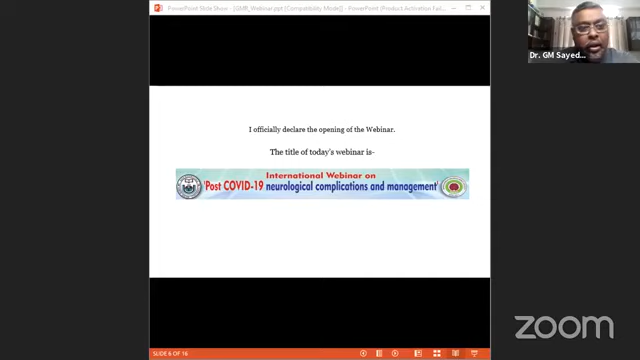 PowerPoint Slide Show - [GMB_Webinar.ppt [Compatibility Mode]] - PowerPoint (Product Activation Fail...
Dr. GM Sayed...
I officially declare the opening of the Webinar.
The title of today's webinar is-
International Webinar on
'Post COVID-19 neurological complications and management'
SLIDE 6 OF 16
zoom